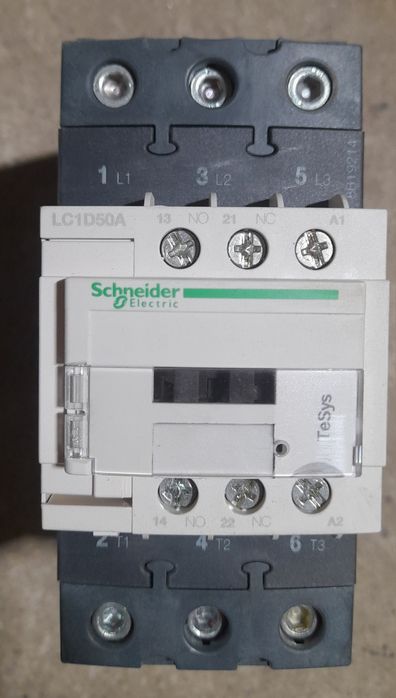 1 L1 3 L2 5 L3
LC1D50A 13 NO 21 NC A1
Schneider
Electric
TeSys
14 NO 22 NC A2
2 T1 4 T2 6 T3